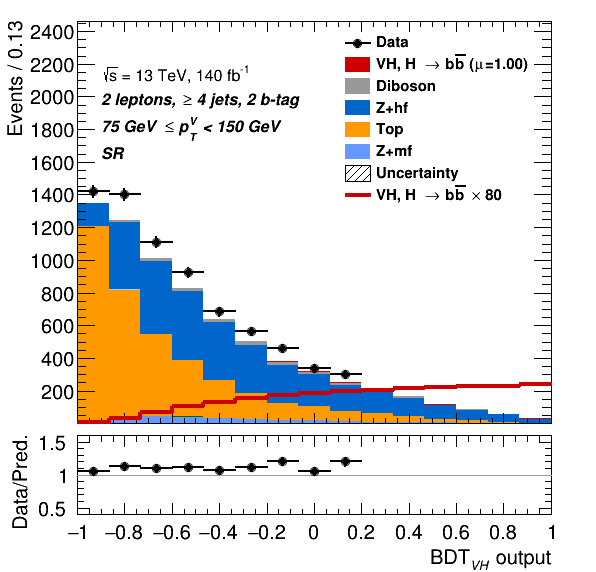 Events / 0.13
2400
2200
2000
1800
1600
1400
1200
1000
800
600
400
200
√s = 13 TeV, 140 fb⁻¹
2 leptons, ≥ 4 jets, 2 b-tag
75 GeV ≤ p_T^V < 150 GeV
SR
Data
VH, H → bb̅ (μ=1.00)
Diboson
Z+hf
Top
Z+mf
Uncertainty
VH, H → bb̅ × 80
Data/Pred.
1.5
1
0.5
−1 −0.8 −0.6 −0.4 −0.2 0 0.2 0.4 0.6 0.8 1
BDT_VH output